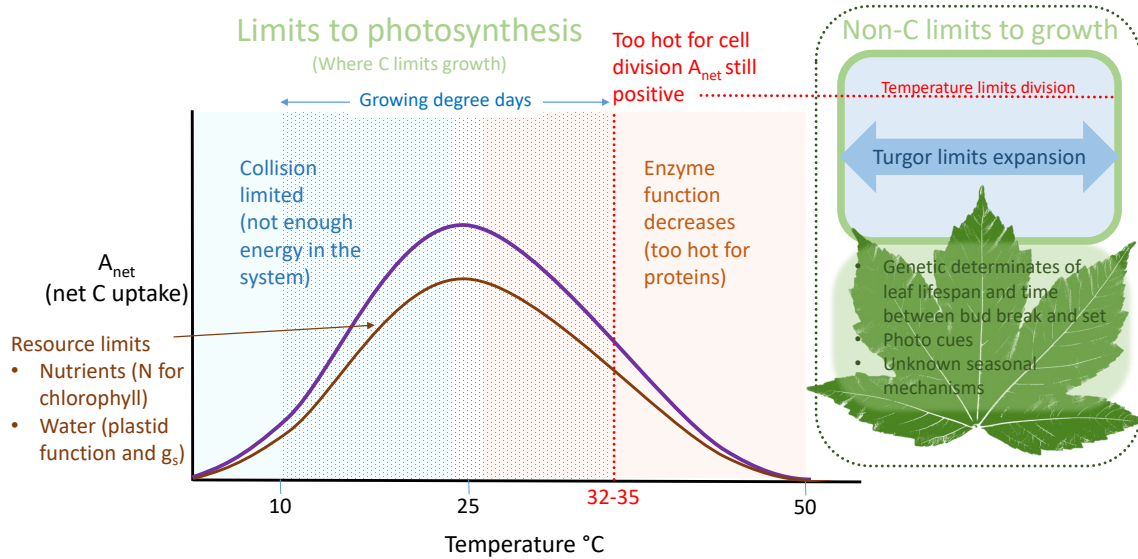 Limits to photosynthesis
(Where C limits growth)
Growing degree days
Too hot for cell
division A_net still
positive
Non-C limits to growth
Temperature limits division
Turgor limits expansion
Collision
limited
(not enough
energy in the
system)
Enzyme
function
decreases
(too hot for
proteins)
• Genetic determinates of
leaf lifespan and time
between bud break and set
• Photo cues
• Unknown seasonal
mechanisms
A_net
(net C uptake)
Resource limits
• Nutrients (N for
chlorophyll)
• Water (plastid
function and g_s)
10
25
32-35
50
Temperature °C